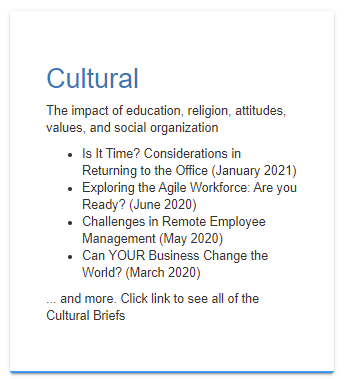 Cultural
The impact of education, religion, attitudes,
values, and social organization
• Is It Time? Considerations in
Returning to the Office (January 2021)
• Exploring the Agile Workforce: Are you
Ready? (June 2020)
• Challenges in Remote Employee
Management (May 2020)
• Can YOUR Business Change the
World? (March 2020)
... and more. Click link to see all of the
Cultural Briefs